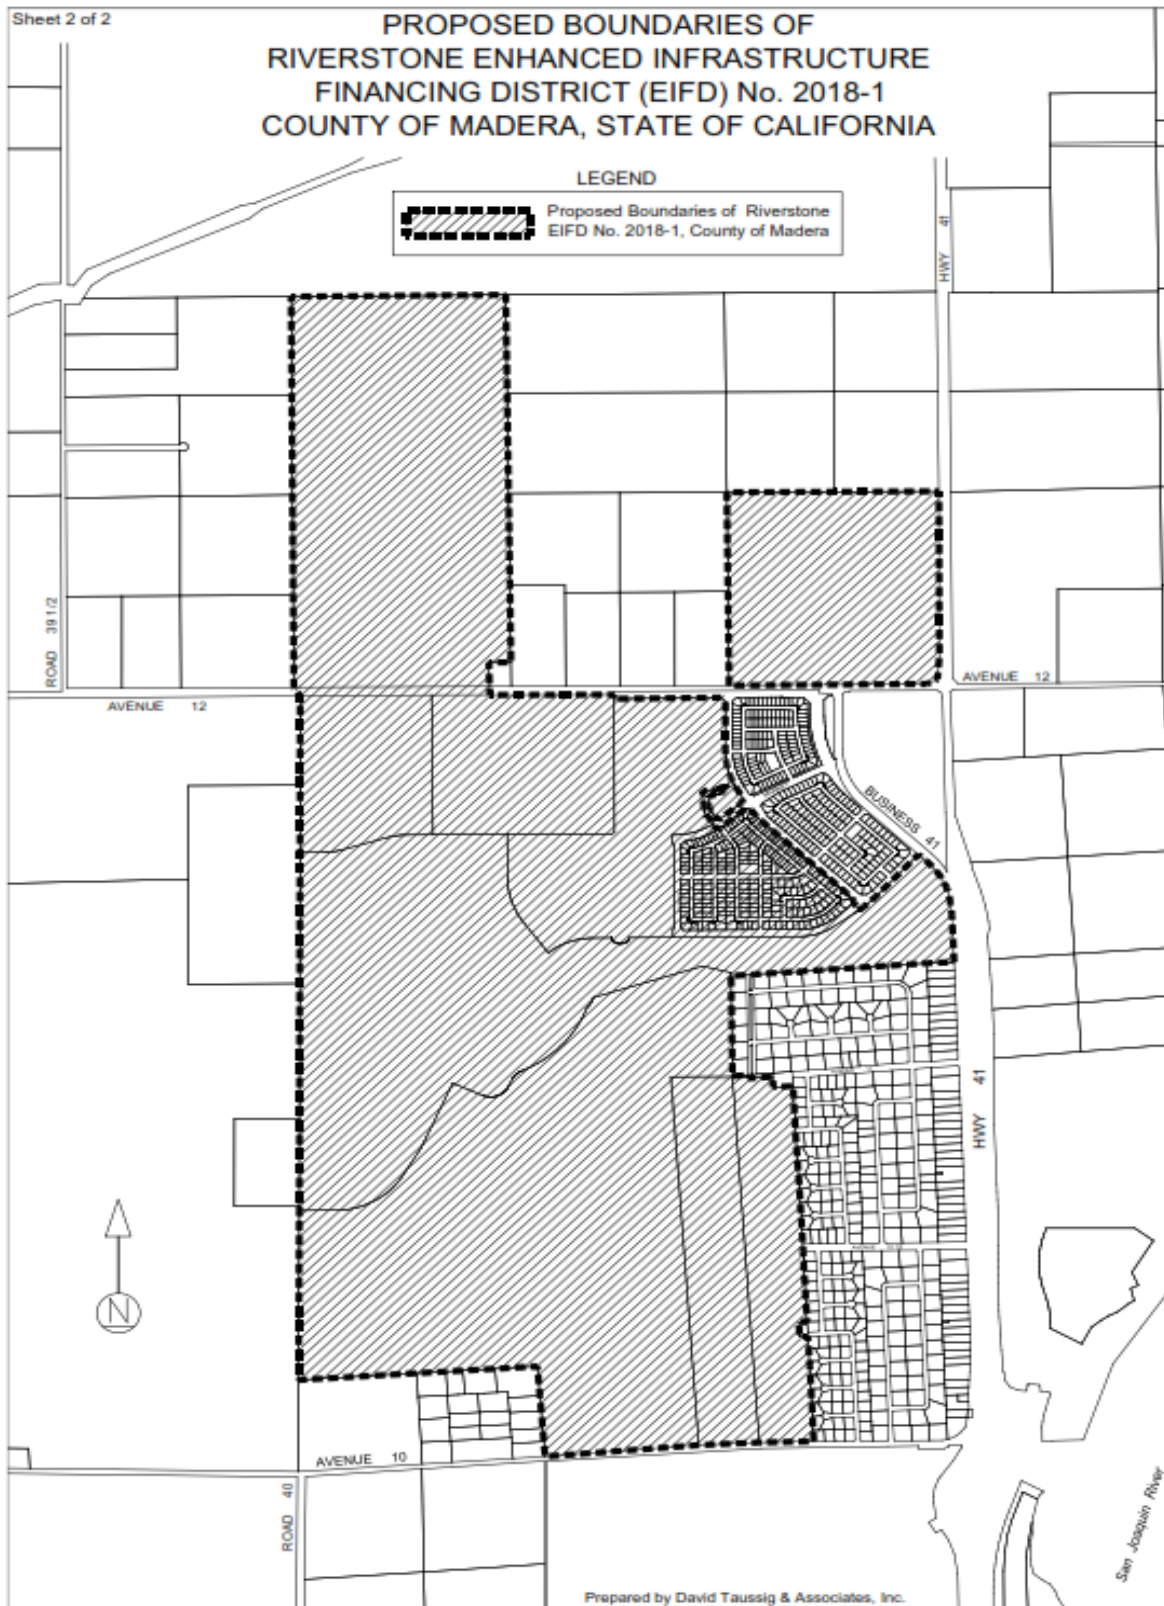 Sheet 2 of 2
PROPOSED BOUNDARIES OF
RIVERSTONE ENHANCED INFRASTRUCTURE
FINANCING DISTRICT (EIFD) No. 2018-1
COUNTY OF MADERA, STATE OF CALIFORNIA
LEGEND
Proposed Boundaries of Riverstone
EIFD No. 2018-1, County of Madera
HWY 41
ROAD 39 1/2
AVENUE 12
AVENUE 12
BUSINESS 41
HWY 41
N
AVENUE 10
ROAD 40
San Joaquin River
Prepared by David Taussig & Associates, Inc.